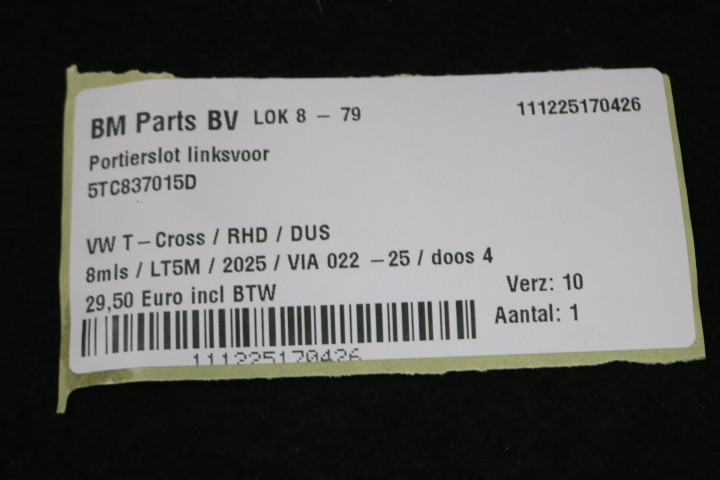 BM Parts BV LOK 8 - 79 111225170426
Portierslot linksvoor
5TC837015D
VW T-Cross / RHD / DUS
8mls / LT5M / 2025 / VIA 022 -25 / doos 4
29,50 Euro incl BTW
Verz: 10
Aantal: 1
111225170426